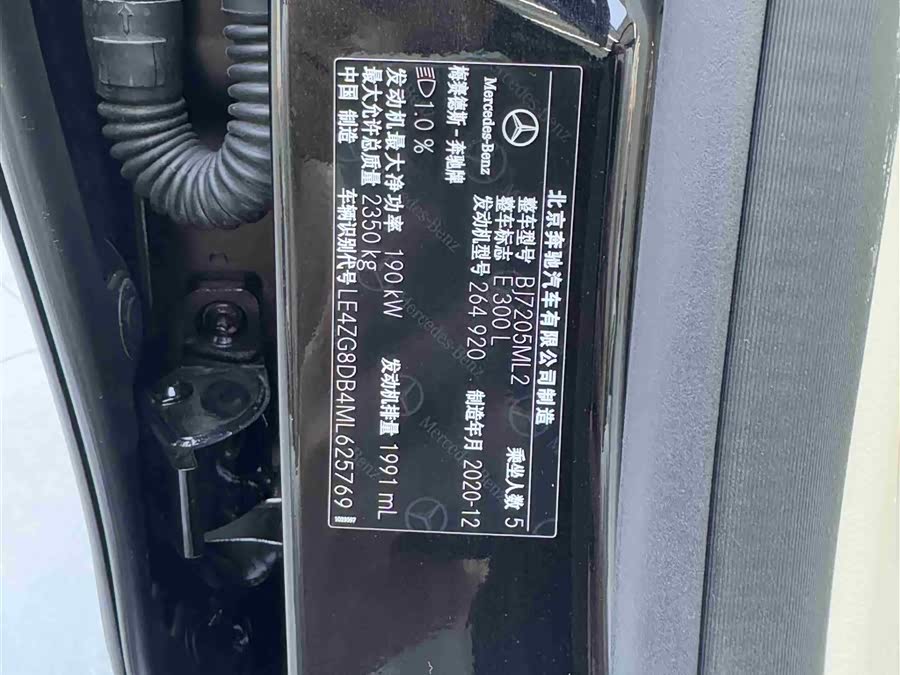 北京奔驰汽车有限公司制造
Mercedes-Benz
梅赛德斯-奔驰牌
整车型号 BJ7205ML2 乘坐人数 5
整车标志 E 300 L
发动机型号 264 920 制造年月 2020-12
1.0 %
发动机最大净功率 190 kW 发动机排量 1991 mL
最大允许总质量 2350 kg
中国 制造 车辆识别代号 LE4ZG8DB4ML625769